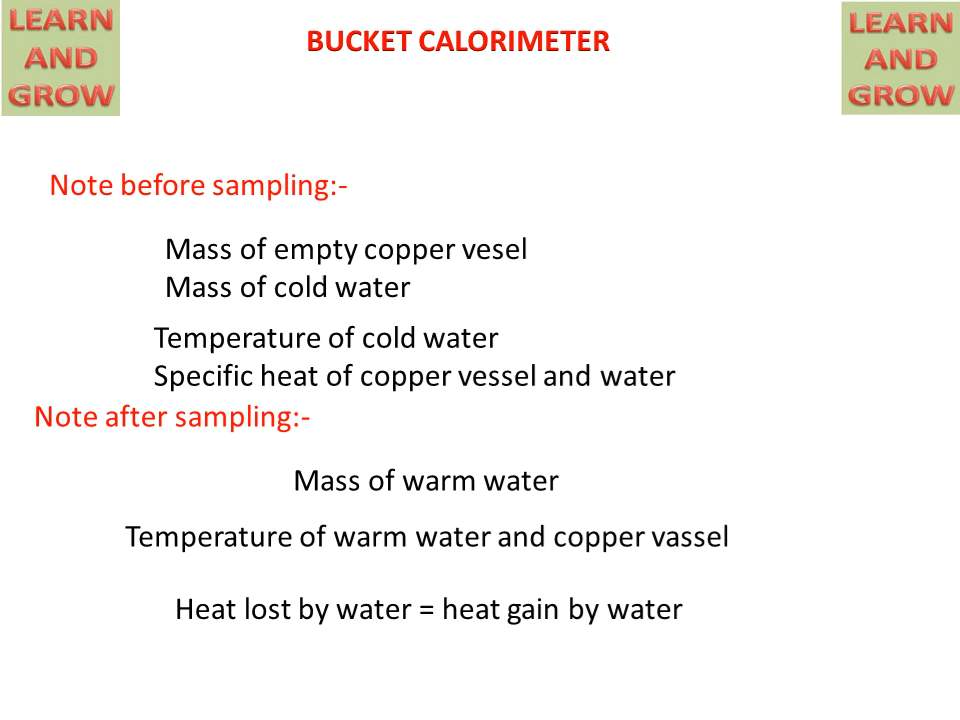 LEARN
AND
GROW
BUCKET CALORIMETER
LEARN
AND
GROW
Note before sampling:-
Mass of empty copper vesel
Mass of cold water
Temperature of cold water
Specific heat of copper vessel and water
Note after sampling:-
Mass of warm water
Temperature of warm water and copper vassel
Heat lost by water = heat gain by water